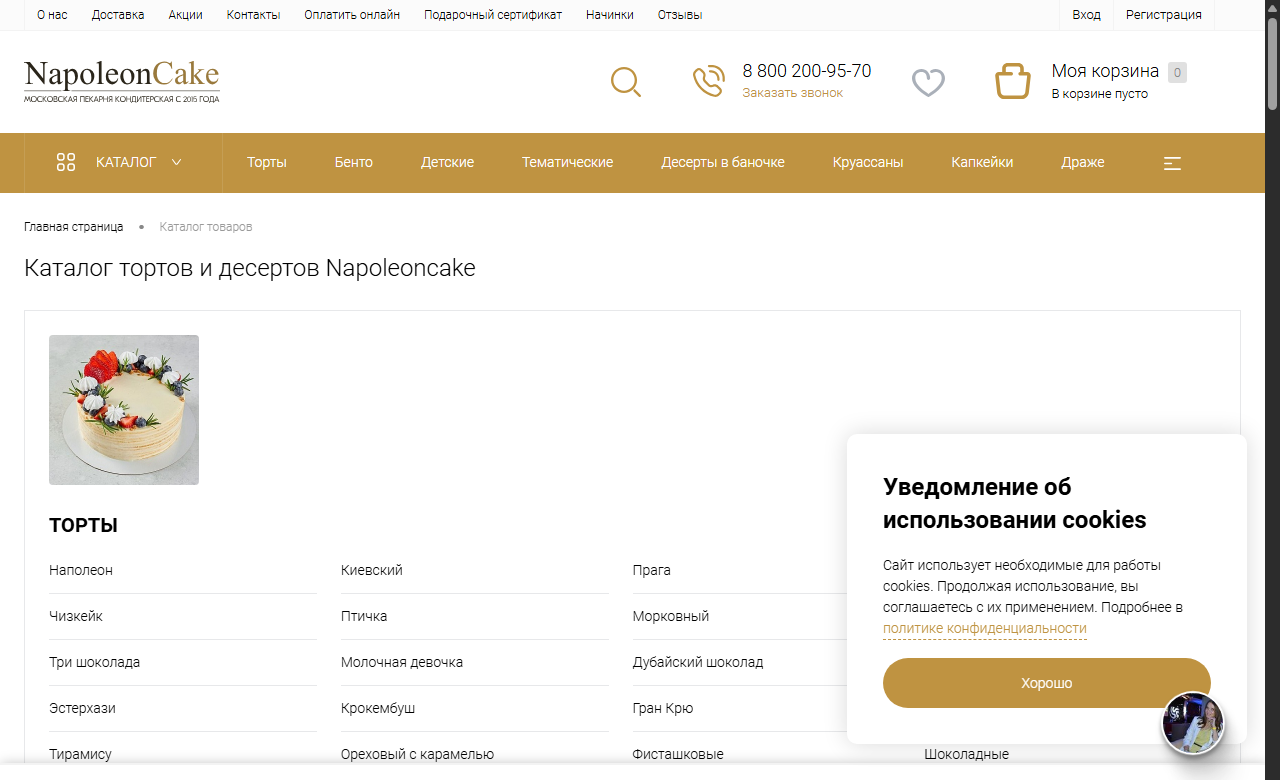 О нас Доставка Акции Контакты Оплатить онлайн Подарочный сертификат Начинки Отзывы Вход Регистрация
NapoleonCake
МОСКОВСКАЯ ПЕКАРНЯ КОНДИТЕРСКАЯ С 2015 ГОДА
8 800 200-95-70
Заказать звонок
Моя корзина 0
В корзине пусто
КАТАЛОГ Торты Бенто Детские Тематические Десерты в баночке Круассаны Капкейки Драже
Главная страница • Каталог товаров
Каталог тортов и десертов Napoleoncake
ТОРТЫ
Наполеон Киевский Прага
Чизкейк Птичка Морковный
Три шоколада Молочная девочка Дубайский шоколад
Эстерхази Крокембуш Гран Крю
Тирамису Ореховый с карамелью Фисташковые Шоколадные
Уведомление об
использовании cookies
Сайт использует необходимые для работы
cookies. Продолжая использование, вы
соглашаетесь с их применением. Подробнее в
политике конфиденциальности
Хорошо